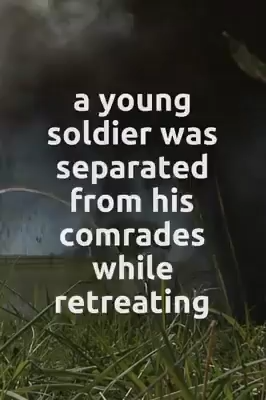 a young
soldier was
separated
from his
comrades
while
retreating